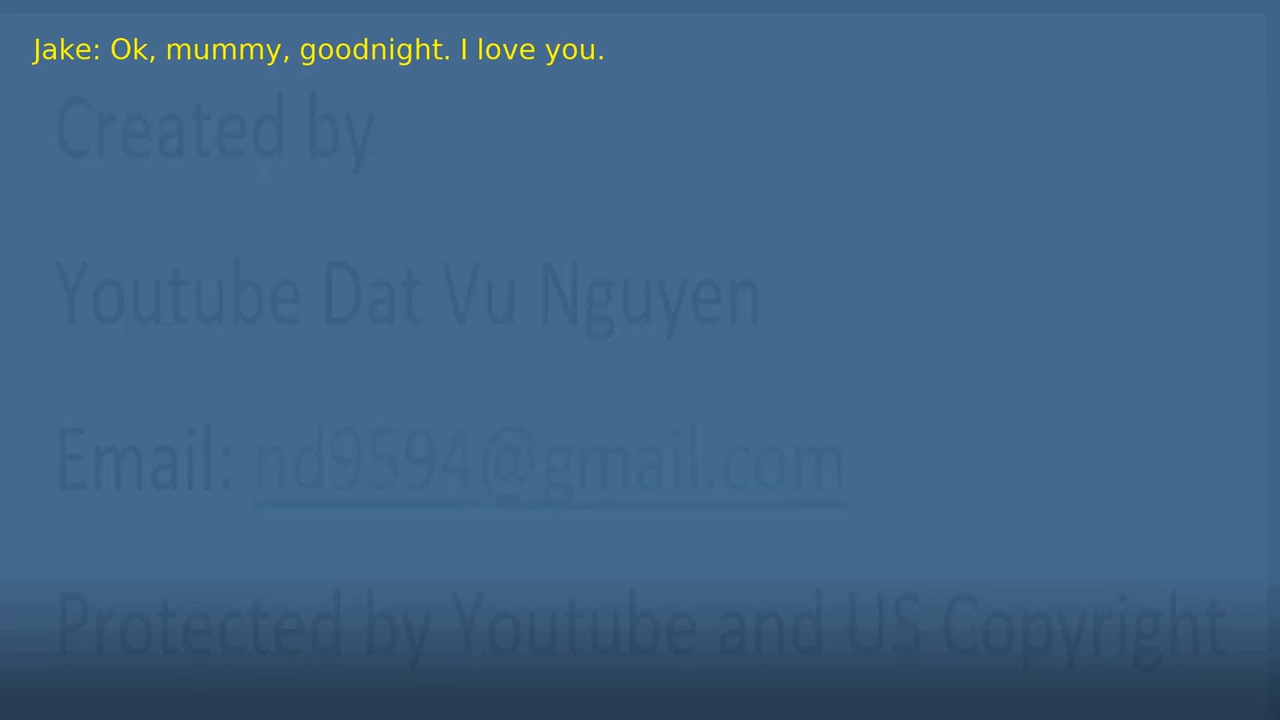 Jake: Ok, mummy, goodnight. I love you.
Created by
Youtube Dat Vu Nguyen
Email: nd9594@gmail.com
Protected by Youtube and US Copyright